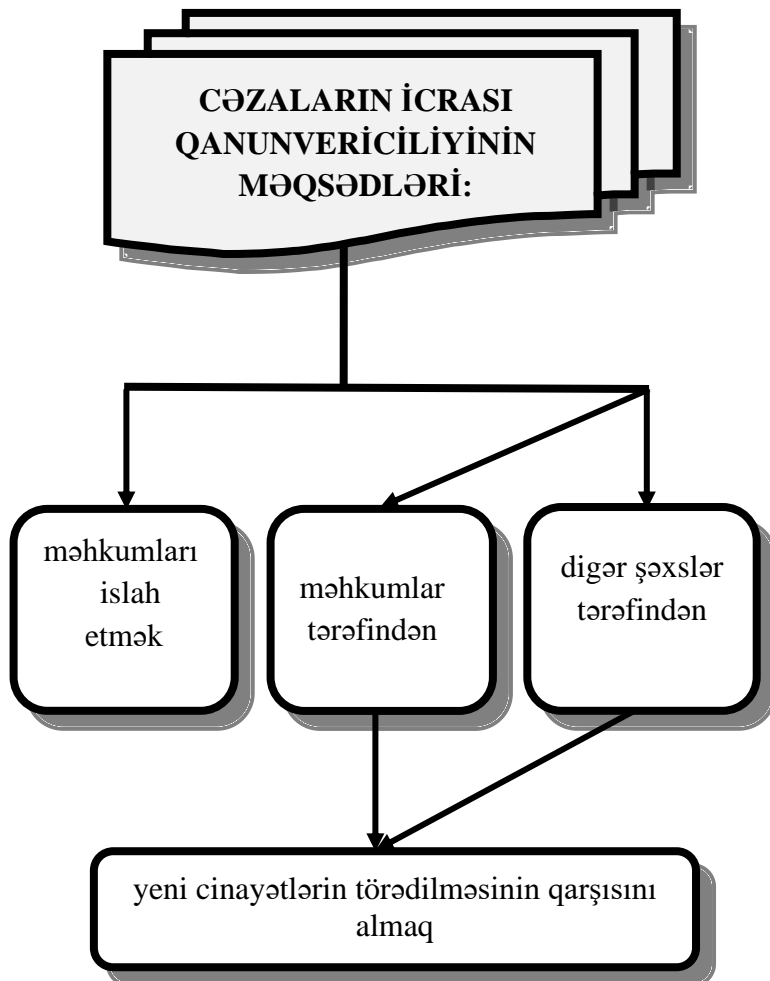 CƏZALARIN İCRASI
QANUNVERİCİLİYİNİN
MƏQSƏDLƏRİ:
məhkumları
islah
etmək
məhkumlar
tərəfindən
digər şəxslər
tərəfindən
yeni cinayətlərin törədilməsinin qarşısını
almaq